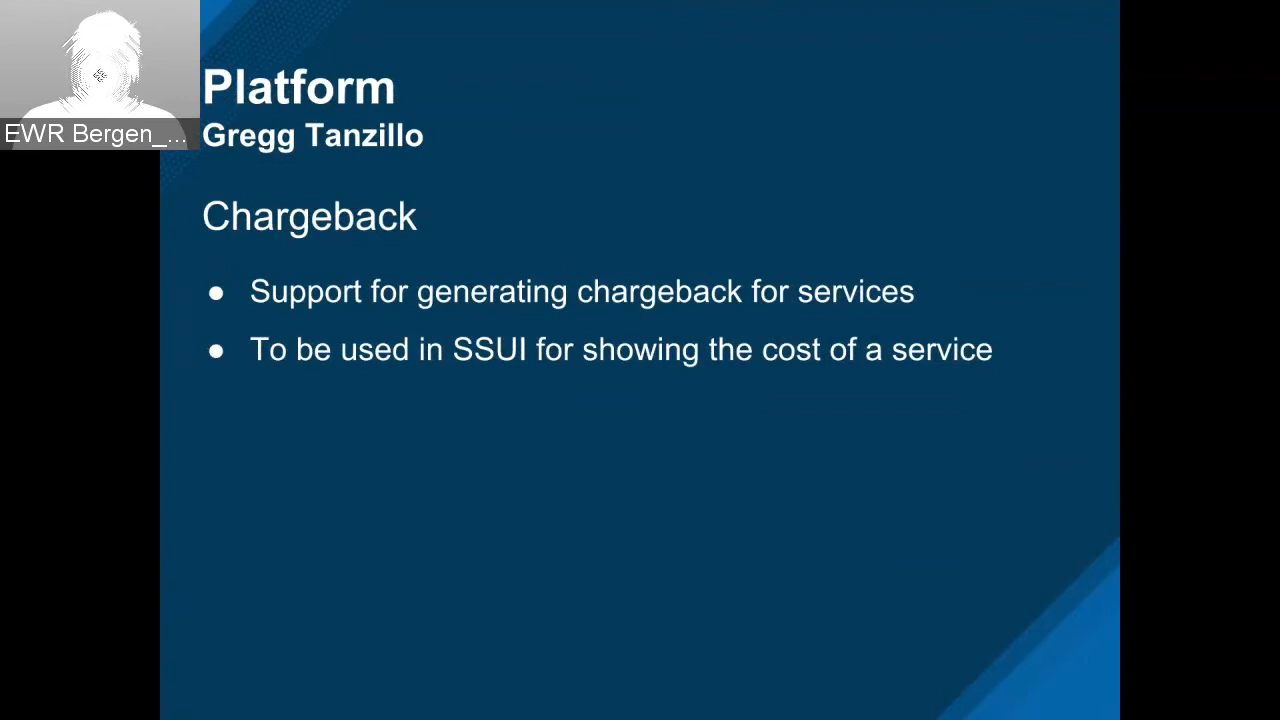 Platform
EWR Bergen_...
Gregg Tanzillo
Chargeback
● Support for generating chargeback for services
● To be used in SSUI for showing the cost of a service